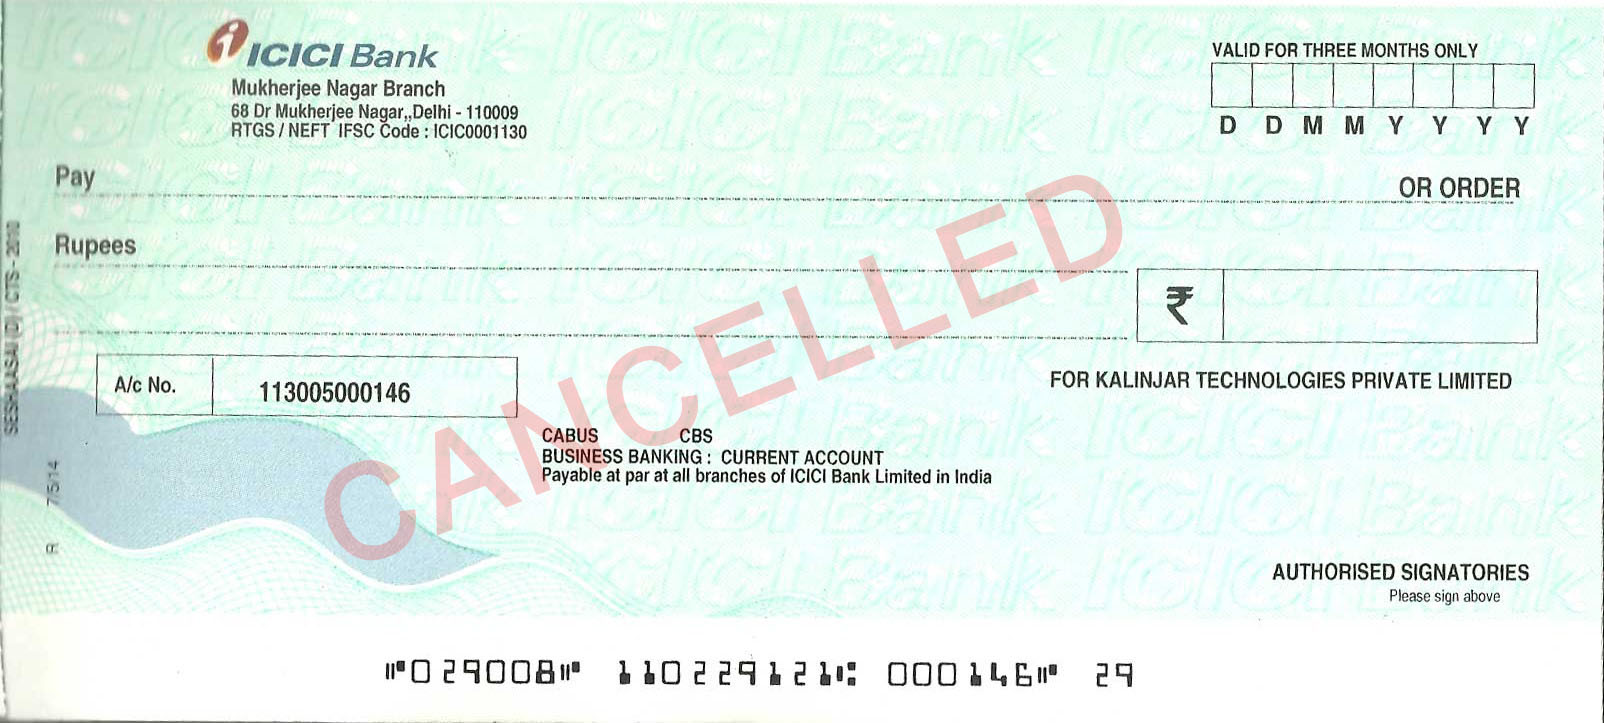 ICICI Bank
Mukherjee Nagar Branch
68 Dr Mukherjee Nagar,,Delhi - 110009
RTGS / NEFT IFSC Code : ICIC0001130
VALID FOR THREE MONTHS ONLY
D D M M Y Y Y Y
Pay
OR ORDER
Rupees
₹
A/c No. 113005000146
FOR KALINJAR TECHNOLOGIES PRIVATE LIMITED
CANCELLED
CABUS CBS
BUSINESS BANKING : CURRENT ACCOUNT
Payable at par at all branches of ICICI Bank Limited in India
AUTHORISED SIGNATORIES
Please sign above
SESHAASAI (D) / CTS - 2010
R 7/5/14
⑈029008⑈ 110229121⑆ 000146⑈ 29